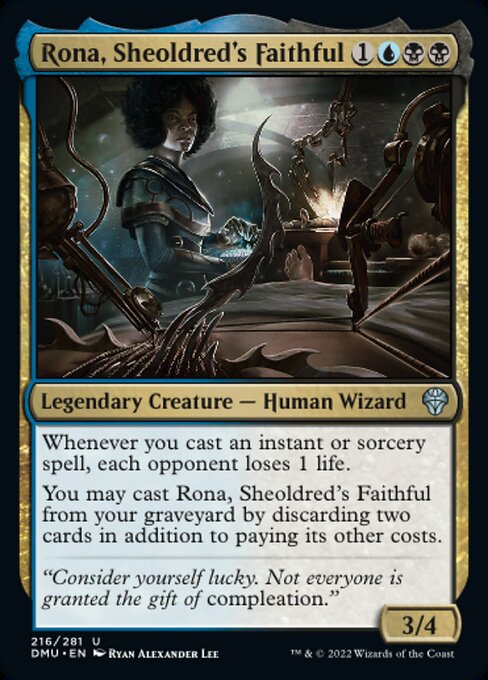 Rona, Sheoldred's Faithful 1
Legendary Creature — Human Wizard
Whenever you cast an instant or sorcery
spell, each opponent loses 1 life.
You may cast Rona, Sheoldred's Faithful
from your graveyard by discarding two
cards in addition to paying its other costs.
"Consider yourself lucky. Not everyone is
granted the gift of compleation."
3/4
216/281 U
DMU • EN Ryan Alexander Lee
™ & © 2022 Wizards of the Coast